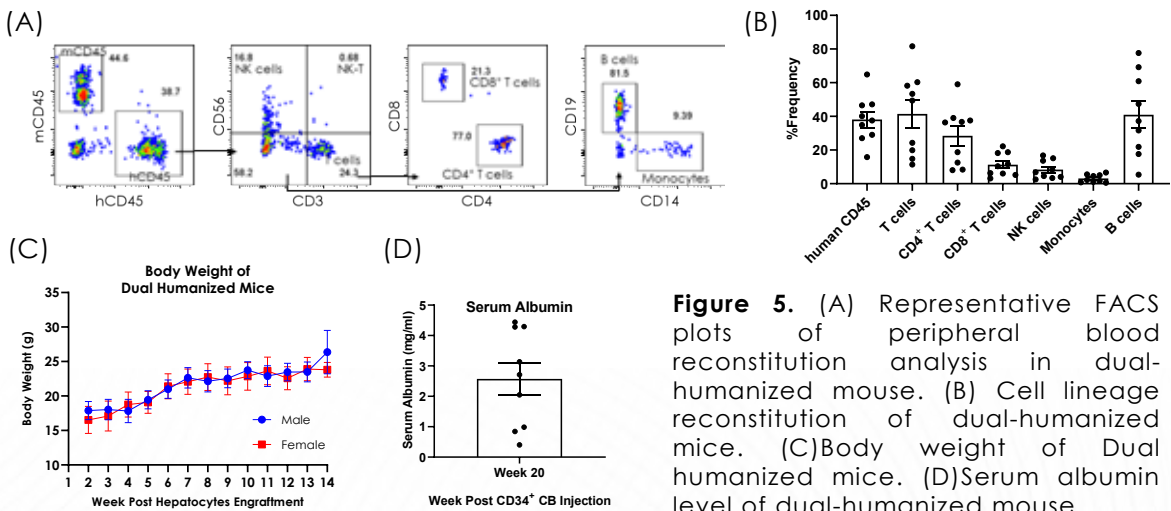 (A)
mCD45
44.6
38.7
hCD45
mCD45
hCD45
16.8
NK cells
0.68
NK-T
58.2
T cells
24.3
CD56
CD3
21.3
CD8⁺ T cells
77.0
CD4⁺ T cells
CD8
CD4
B cells
81.5
9.39
Monocytes
CD19
CD14
(B)
%Frequency
100
80
60
40
20
0
human CD45
T cells
CD4⁺ T cells
CD8⁺ T cells
NK cells
Monocytes
B cells
(C)
Body Weight of
Dual Humanized Mice
Body Weight (g)
35
30
25
20
15
10
1 2 3 4 5 6 7 8 9 10 11 12 13 14
Week Post Hepatocytes Engraftment
Male
Female
(D)
Serum Albumin
Serum Albumin (mg/ml)
5
4
3
2
1
0
Week 20
Week Post CD34⁺ CB Injection
Figure 5. (A) Representative FACS
plots of peripheral blood
reconstitution analysis in dual-
humanized mouse. (B) Cell lineage
reconstitution of dual-humanized
mice. (C)Body weight of Dual
humanized mice. (D)Serum albumin
level of dual-humanized mouse